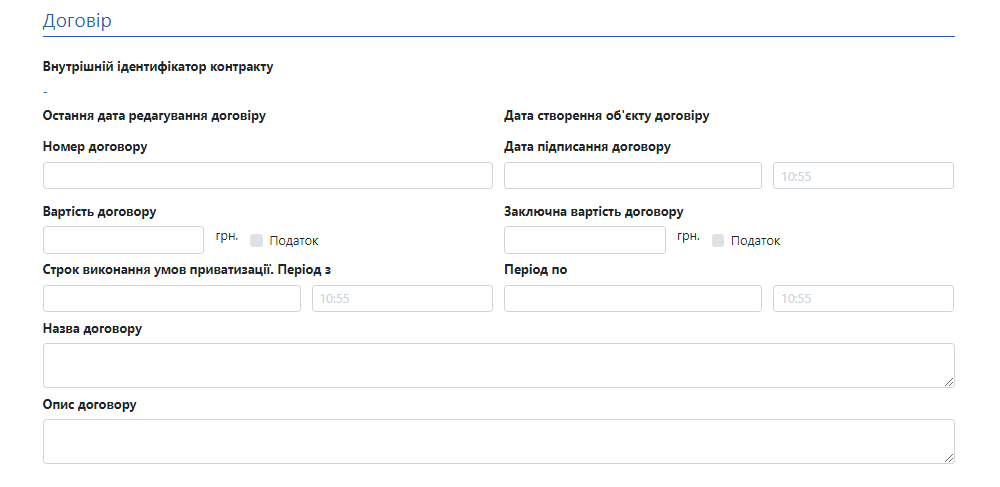 Договір
Внутрішній ідентифікатор контракту
-
Остання дата редагування договіру
Дата створення об'єкту договіру
Номер договору
Дата підписання договору
10:55
Вартість договору
Заключна вартість договору
грн.
Податок
грн.
Податок
Строк виконання умов приватизації. Період з
Період по
10:55
10:55
Назва договору
Опис договору